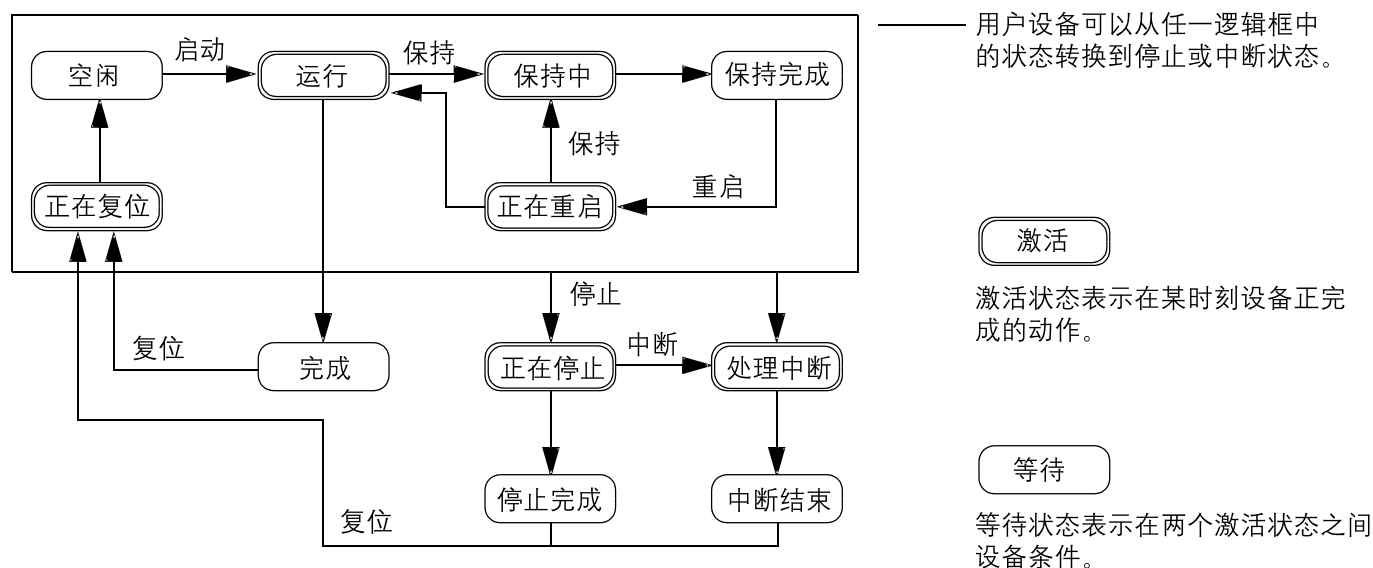 用户设备可以从任一逻辑框中
的状态转换到停止或中断状态。
空闲
启动
运行
保持
保持中
保持完成
保持
正在复位
正在重启
重启
激活
激活状态表示在某时刻设备正完
成的动作。
停止
复位
完成
正在停止
中断
处理中断
等待
停止完成
中断结束
复位
等待状态表示在两个激活状态之间
设备条件。